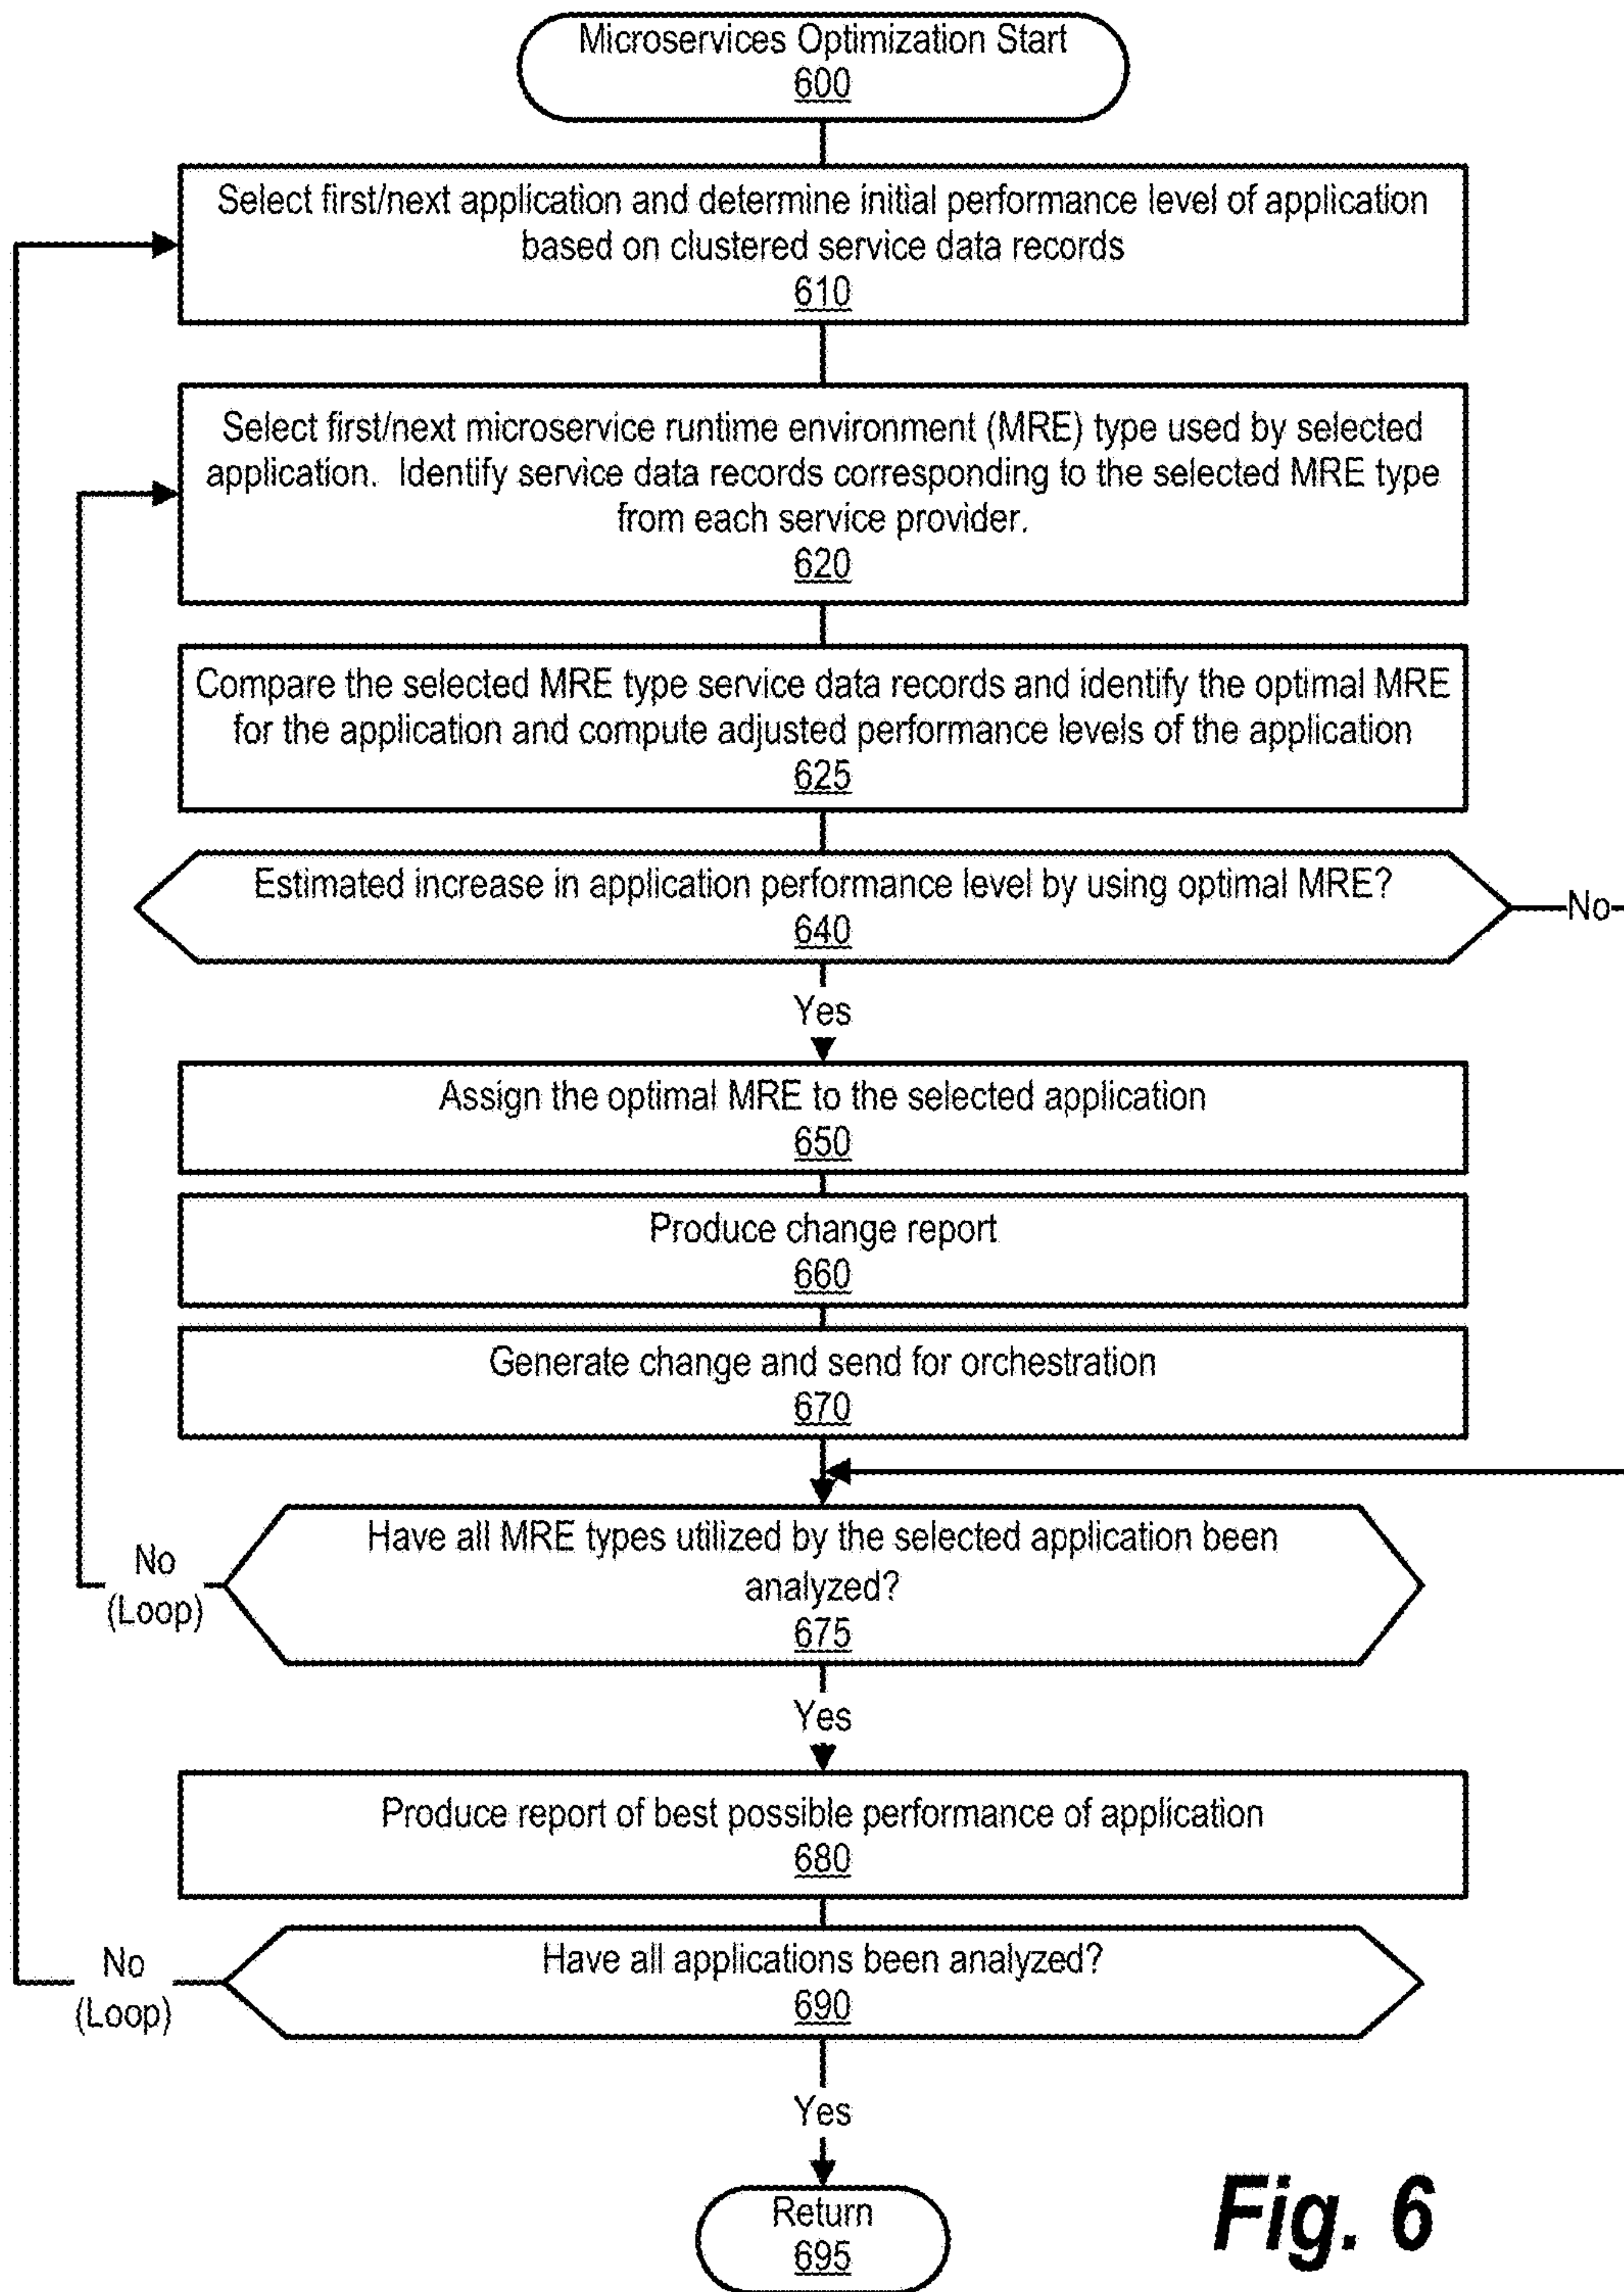 Microservices Optimization Start
600
Select first/next application and determine initial performance level of application
based on clustered service data records
610
Select first/next microservice runtime environment (MRE) type used by selected
application.  Identify service data records corresponding to the selected MRE type
from each service provider.
620
Compare the selected MRE type service data records and identify the optimal MRE
for the application and compute adjusted performance levels of the application
625
Estimated increase in application performance level by using optimal MRE?
640
No
Yes
Assign the optimal MRE to the selected application
650
Produce change report
660
Generate change and send for orchestration
670
Have all MRE types utilized by the selected application been
analyzed?
675
No
(Loop)
Yes
Produce report of best possible performance of application
680
Have all applications been analyzed?
690
No
(Loop)
Yes
Return
695
Fig. 6